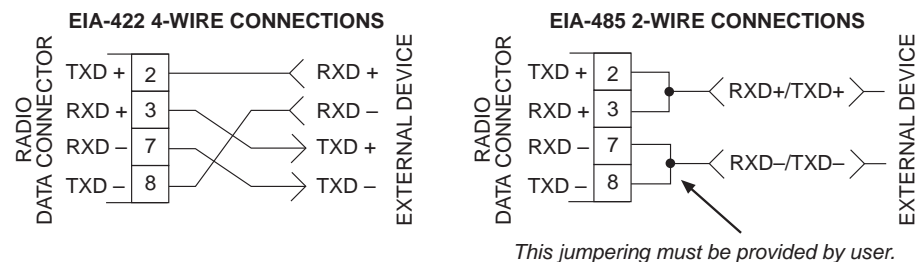 EIA-422 4-WIRE CONNECTIONS
RADIO
DATA CONNECTOR
TXD + 2 RXD +
RXD + 3 RXD –
RXD – 7 TXD +
TXD – 8 TXD –
EXTERNAL DEVICE
EIA-485 2-WIRE CONNECTIONS
RADIO
DATA CONNECTOR
TXD + 2
RXD + 3
RXD – 7
TXD – 8
RXD+/TXD+
RXD–/TXD–
EXTERNAL DEVICE
This jumpering must be provided by user.